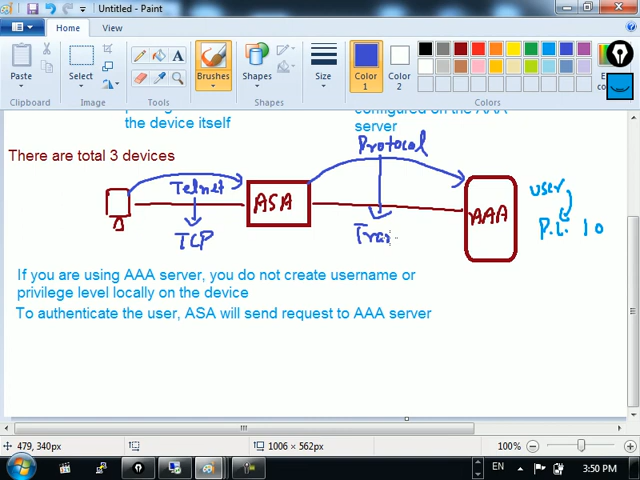 Untitled - Paint
Home
View
Paste
Select
Brushes
Shapes
Size
Color 1
Color 2
Clipboard
Image
Tools
Shapes
Colors
the device itself
configured on the AAA
server
There are total 3 devices
Protocol
Telnet
ASA
AAA
user
P.L. 10
TCP
Tran
If you are using AAA server, you do not create username or
privilege level locally on the device
To authenticate the user, ASA will send request to AAA server
479, 340px
1006 × 562px
100%
EN
3:50 PM